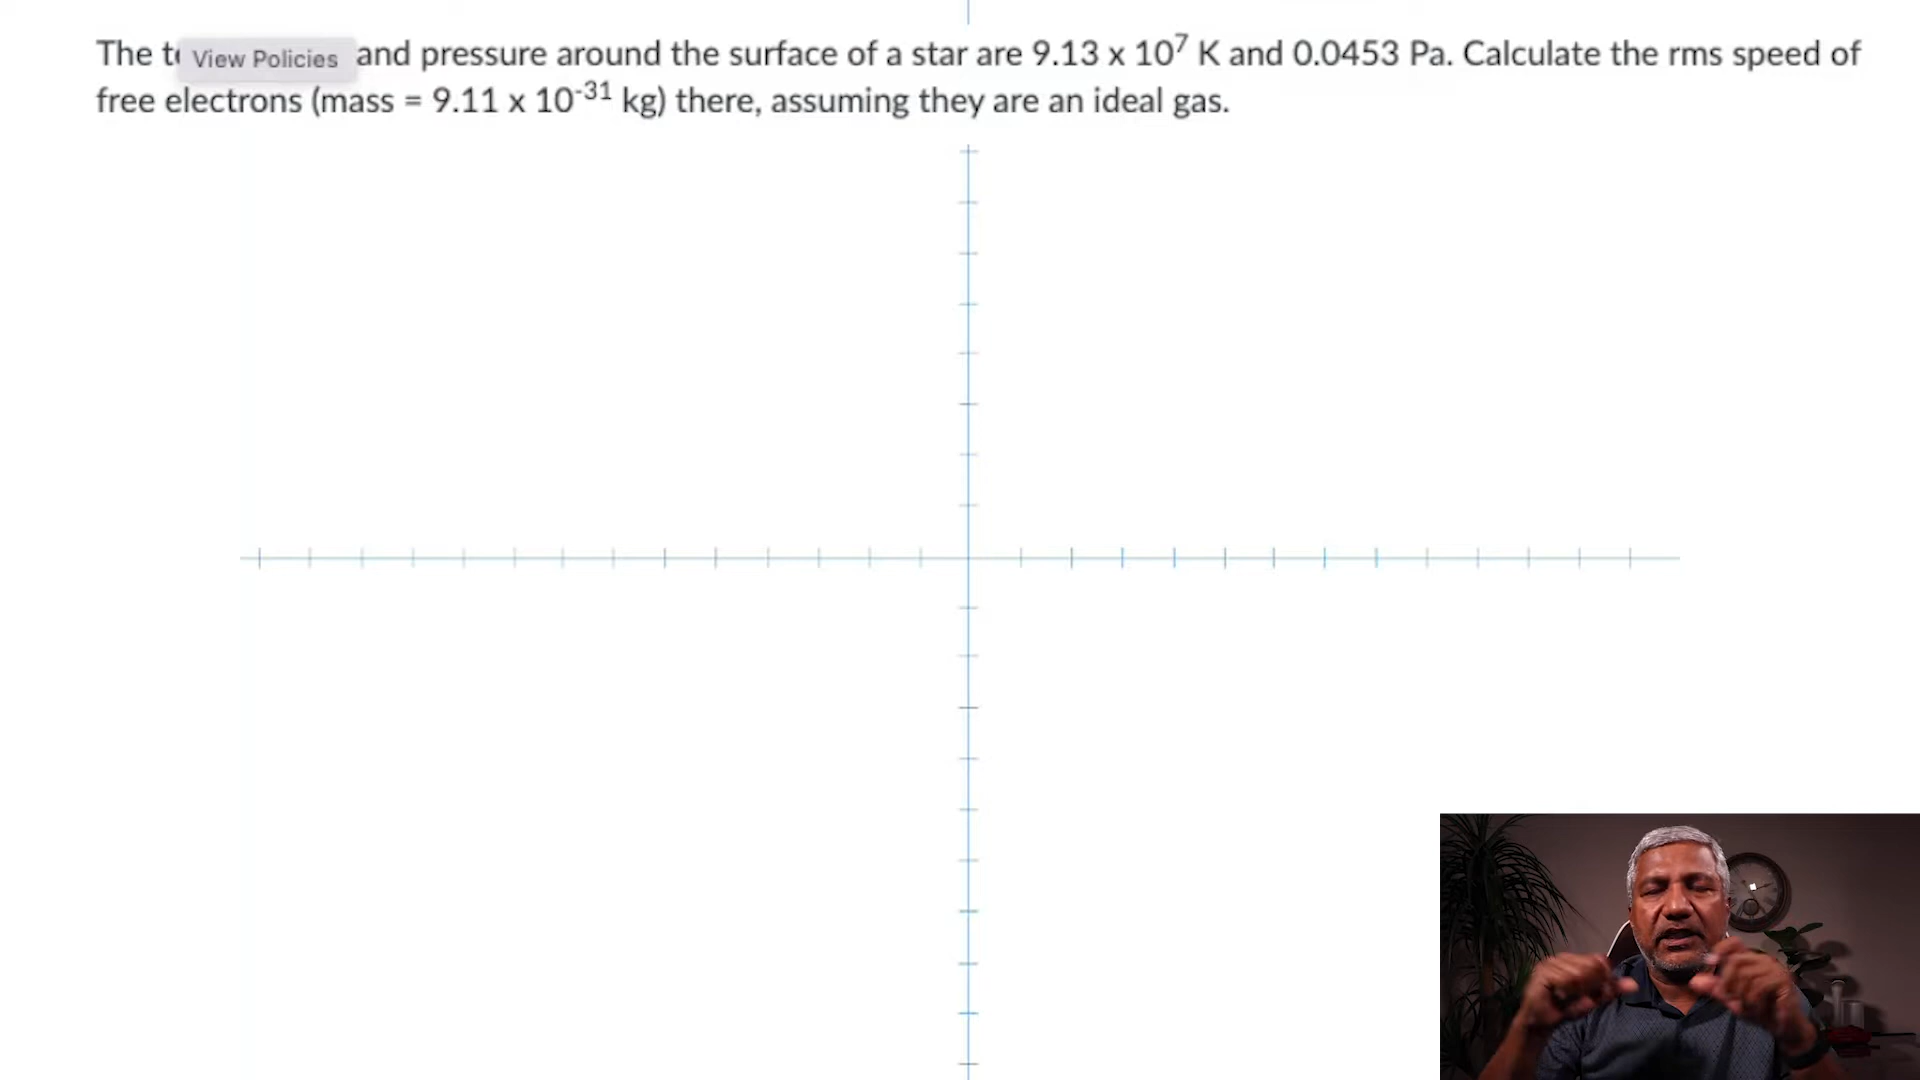 The View Policies and pressure around the surface of a star are 9.13 x 10⁷ K and 0.0453 Pa. Calculate the rms speed of
free electrons (mass = 9.11 x 10⁻³¹ kg) there, assuming they are an ideal gas.